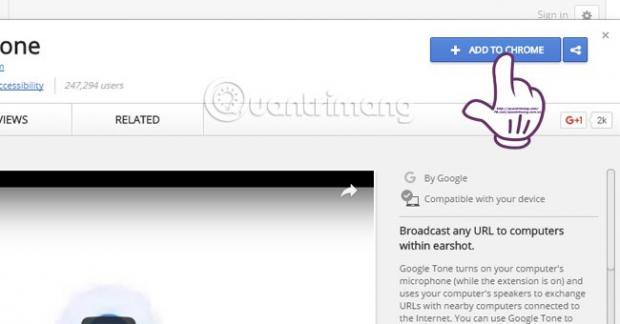 Sign in
one
+ ADD TO CHROME
m
ccessibility
247,294 users
Quantrimang
IEWS
RELATED
G+1
2k
G By Google
Compatible with your device
Broadcast any URL to computers
within earshot.
Google Tone turns on your computer's
microphone (while the extension is on) and
uses your computer's speakers to exchange
URLs with nearby computers connected to
the Internet. You can use Google Tone to